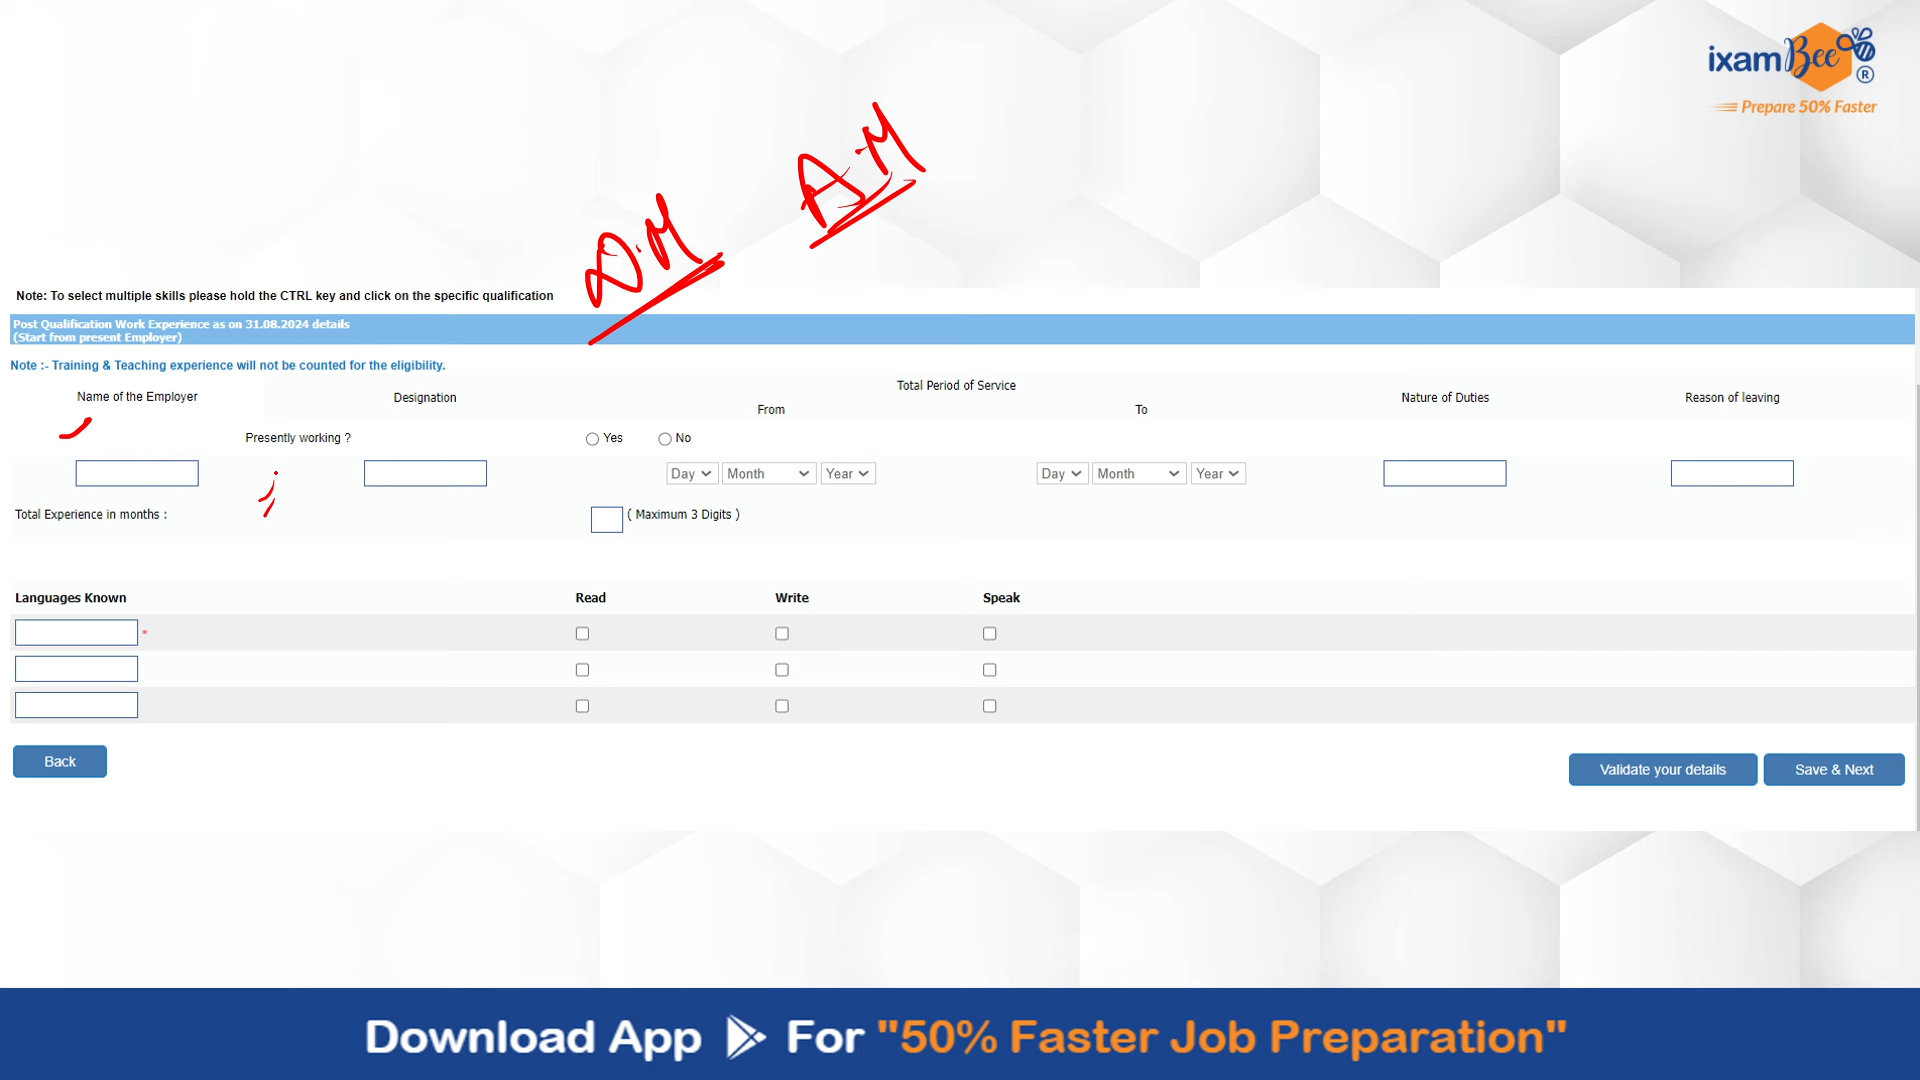 ixamBee®
Prepare 50% Faster
A.M
D.M
Note: To select multiple skills please hold the CTRL key and click on the specific qualification
Post Qualification Work Experience as on 31.08.2024 details
(Start from present Employer)
Note :- Training & Teaching experience will not be counted for the eligibility.
Name of the Employer Designation Total Period of Service Nature of Duties Reason of leaving
From To
Presently working ? Yes No
Day Month Year Day Month Year
Total Experience in months : ( Maximum 3 Digits )
Languages Known Read Write Speak
*
Back Validate your details Save & Next
Download App For "50% Faster Job Preparation"